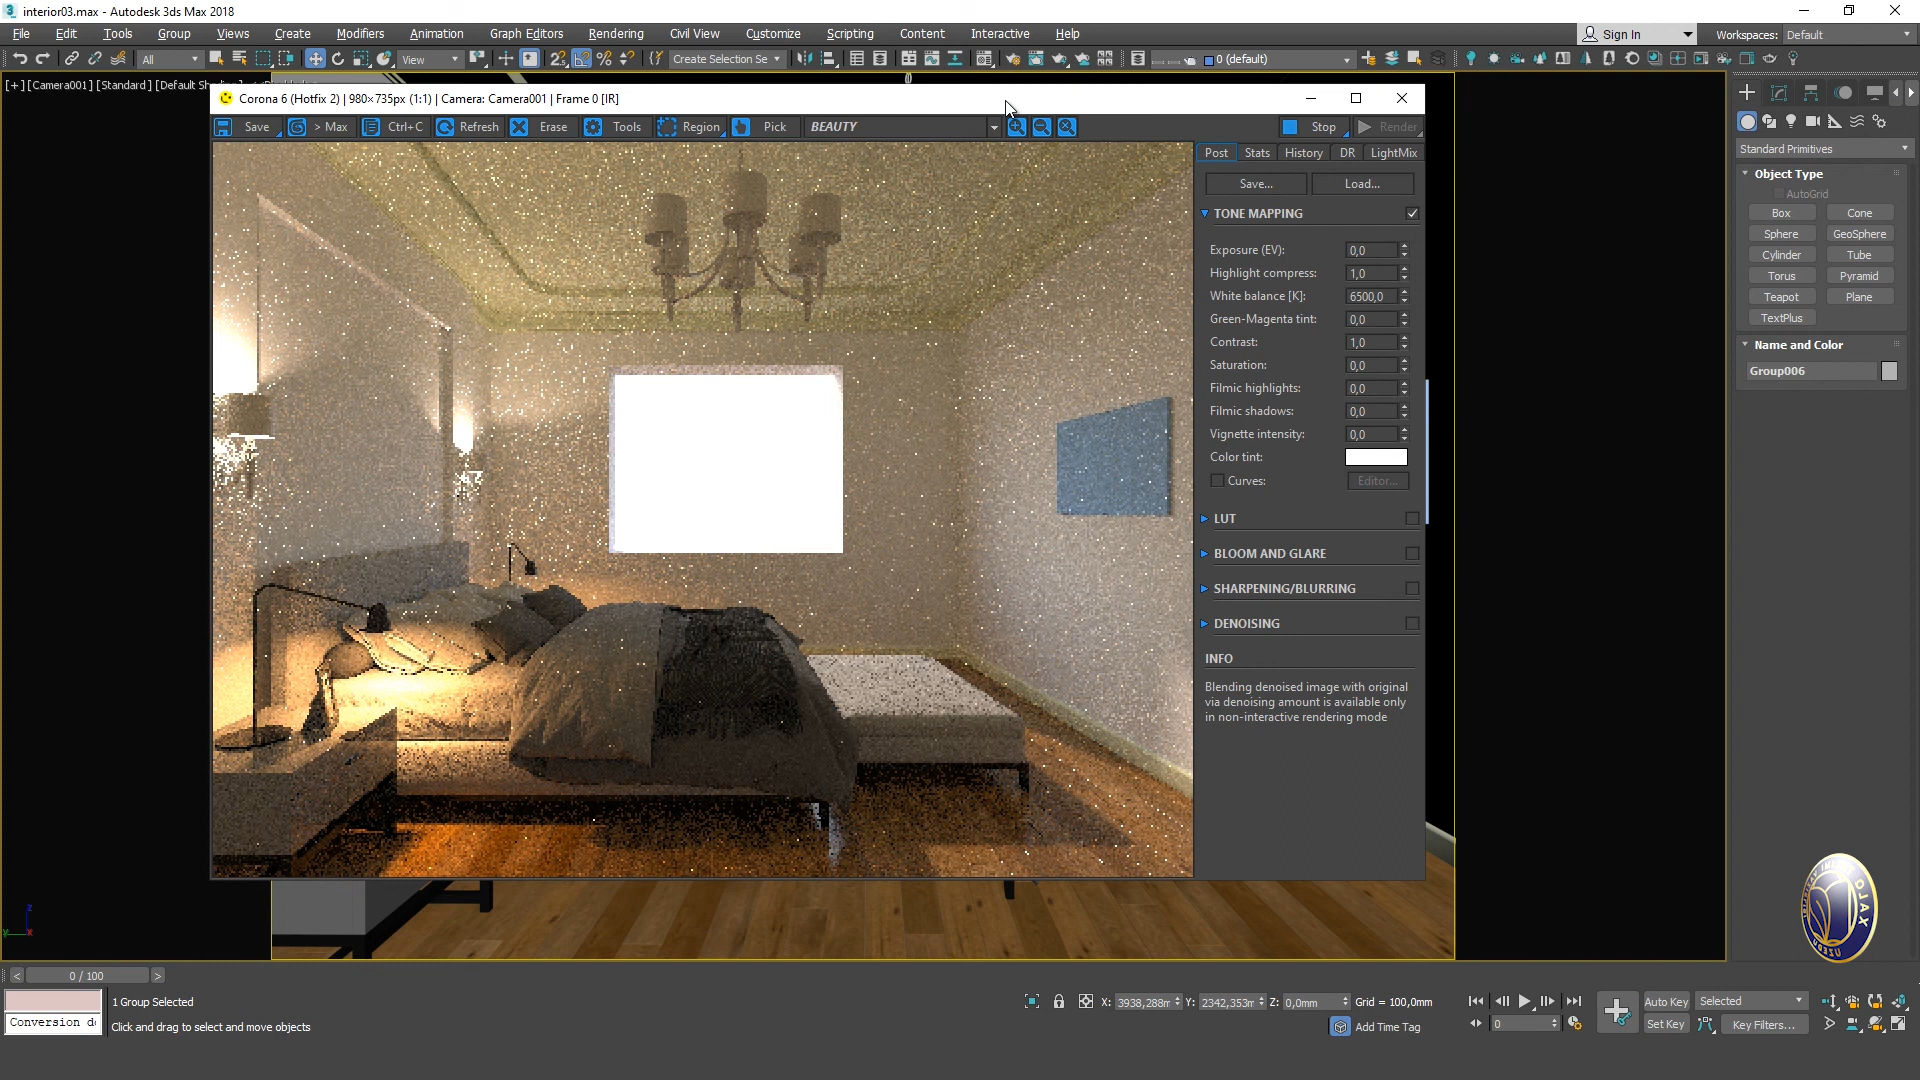 interior03.max - Autodesk 3ds Max 2018
File Edit Tools Group Views Create Modifiers Animation Graph Editors Rendering Civil View Customize Scripting Content Interactive Help
Sign In Workspaces: Default
All View Create Selection Se 0 (default)
[+] [Camera001] [Standard] [Default Sh
Corona 6 (Hotfix 2) | 980×735px (1:1) | Camera: Camera001 | Frame 0 [IR]
Save > Max Ctrl+C Refresh Erase Tools Region Pick BEAUTY Stop Render
Post Stats History DR LightMix
Save... Load...
TONE MAPPING
Exposure (EV): 0,0
Highlight compress: 1,0
White balance [K]: 6500,0
Green-Magenta tint: 0,0
Contrast: 1,0
Saturation: 0,0
Filmic highlights: 0,0
Filmic shadows: 0,0
Vignette intensity: 0,0
Color tint:
Curves: Editor...
LUT
BLOOM AND GLARE
SHARPENING/BLURRING
DENOISING
INFO
Blending denoised image with original
via denoising amount is available only
in non-interactive rendering mode
Standard Primitives
Object Type
AutoGrid
Box Cone
Sphere GeoSphere
Cylinder Tube
Torus Pyramid
Teapot Plane
TextPlus
Name and Color
Group006
z
y x
< 0 / 100 >
1 Group Selected
Conversion d
Click and drag to select and move objects
X: 3938,288m Y: 2342,353m Z: 0,0mm Grid = 100,0mm
Add Time Tag
0
Auto Key Selected
Set Key Key Filters...